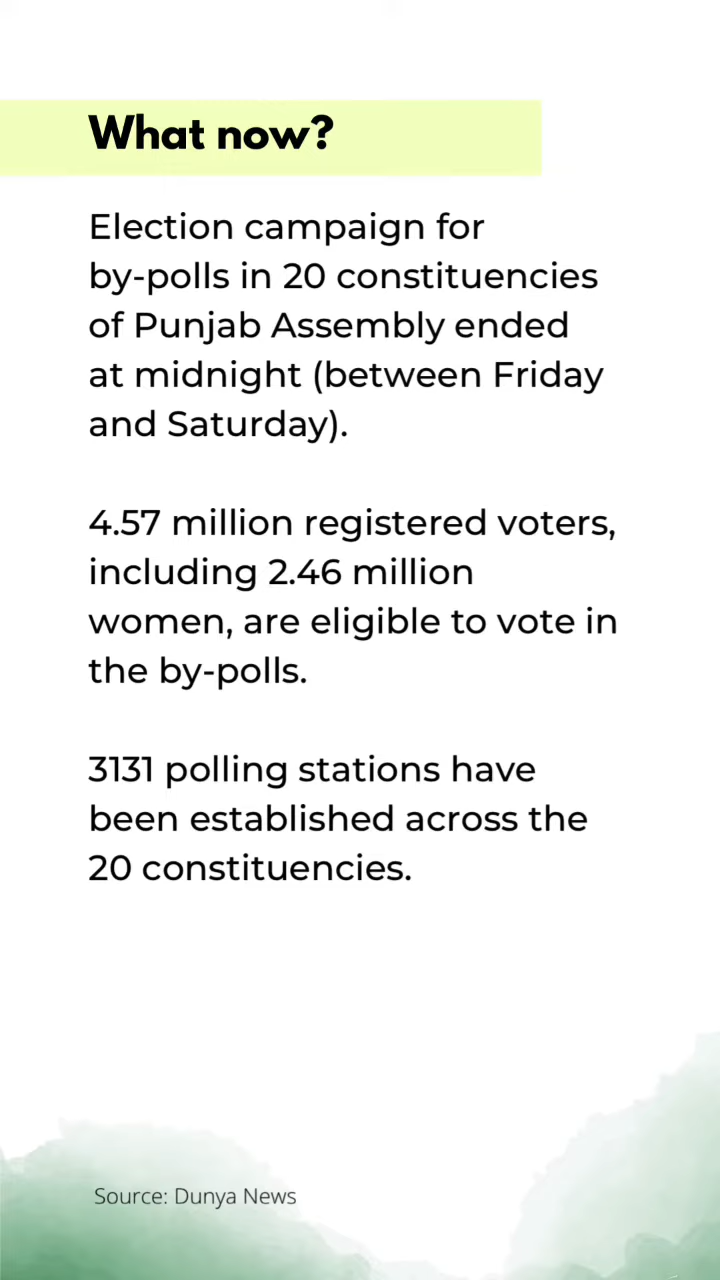 What now?
Election campaign for
by-polls in 20 constituencies
of Punjab Assembly ended
at midnight (between Friday
and Saturday).
4.57 million registered voters,
including 2.46 million
women, are eligible to vote in
the by-polls.
3131 polling stations have
been established across the
20 constituencies.
Source: Dunya News